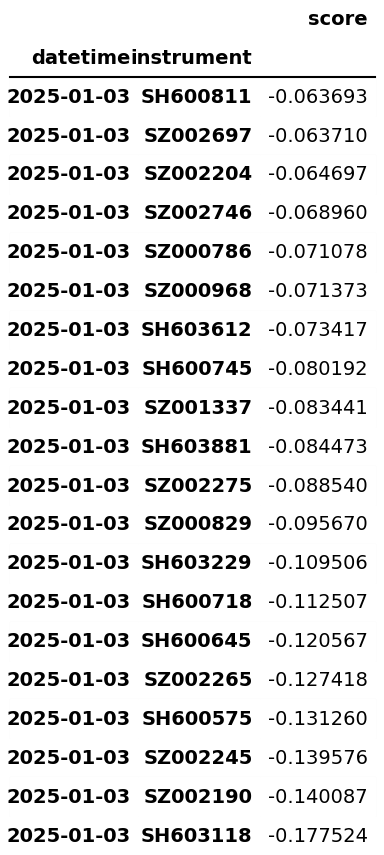 score
datetime instrument
2025-01-03 SH600811 -0.063693
2025-01-03 SZ002697 -0.063710
2025-01-03 SZ002204 -0.064697
2025-01-03 SZ002746 -0.068960
2025-01-03 SZ000786 -0.071078
2025-01-03 SZ000968 -0.071373
2025-01-03 SH603612 -0.073417
2025-01-03 SH600745 -0.080192
2025-01-03 SZ001337 -0.083441
2025-01-03 SH603881 -0.084473
2025-01-03 SZ002275 -0.088540
2025-01-03 SZ000829 -0.095670
2025-01-03 SH603229 -0.109506
2025-01-03 SH600718 -0.112507
2025-01-03 SH600645 -0.120567
2025-01-03 SZ002265 -0.127418
2025-01-03 SH600575 -0.131260
2025-01-03 SZ002245 -0.139576
2025-01-03 SZ002190 -0.140087
2025-01-03 SH603118 -0.177524